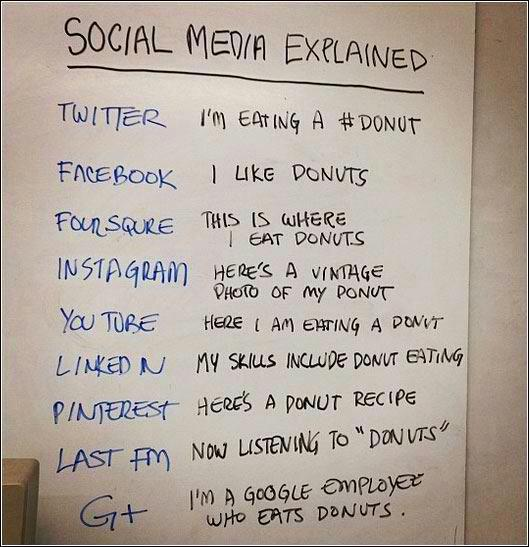 SOCIAL MEDIA EXPLAINED
TWITTER I'M EATING A #DONUT
FACEBOOK I LIKE DONUTS
FOURSQURE THIS IS WHERE
I EAT DONUTS
INSTAGRAM HERE'S A VINTAGE
PHOTO OF MY DONUT
YOU TUBE HERE I AM EATING A DONUT
LINKED IN MY SKILLS INCLUDE DONUT EATING
PINTEREST HERE'S A DONUT RECIPE
LAST FM NOW LISTENING TO "DONUTS"
G+ I'M A GOOGLE EMPLOYEE
WHO EATS DONUTS.